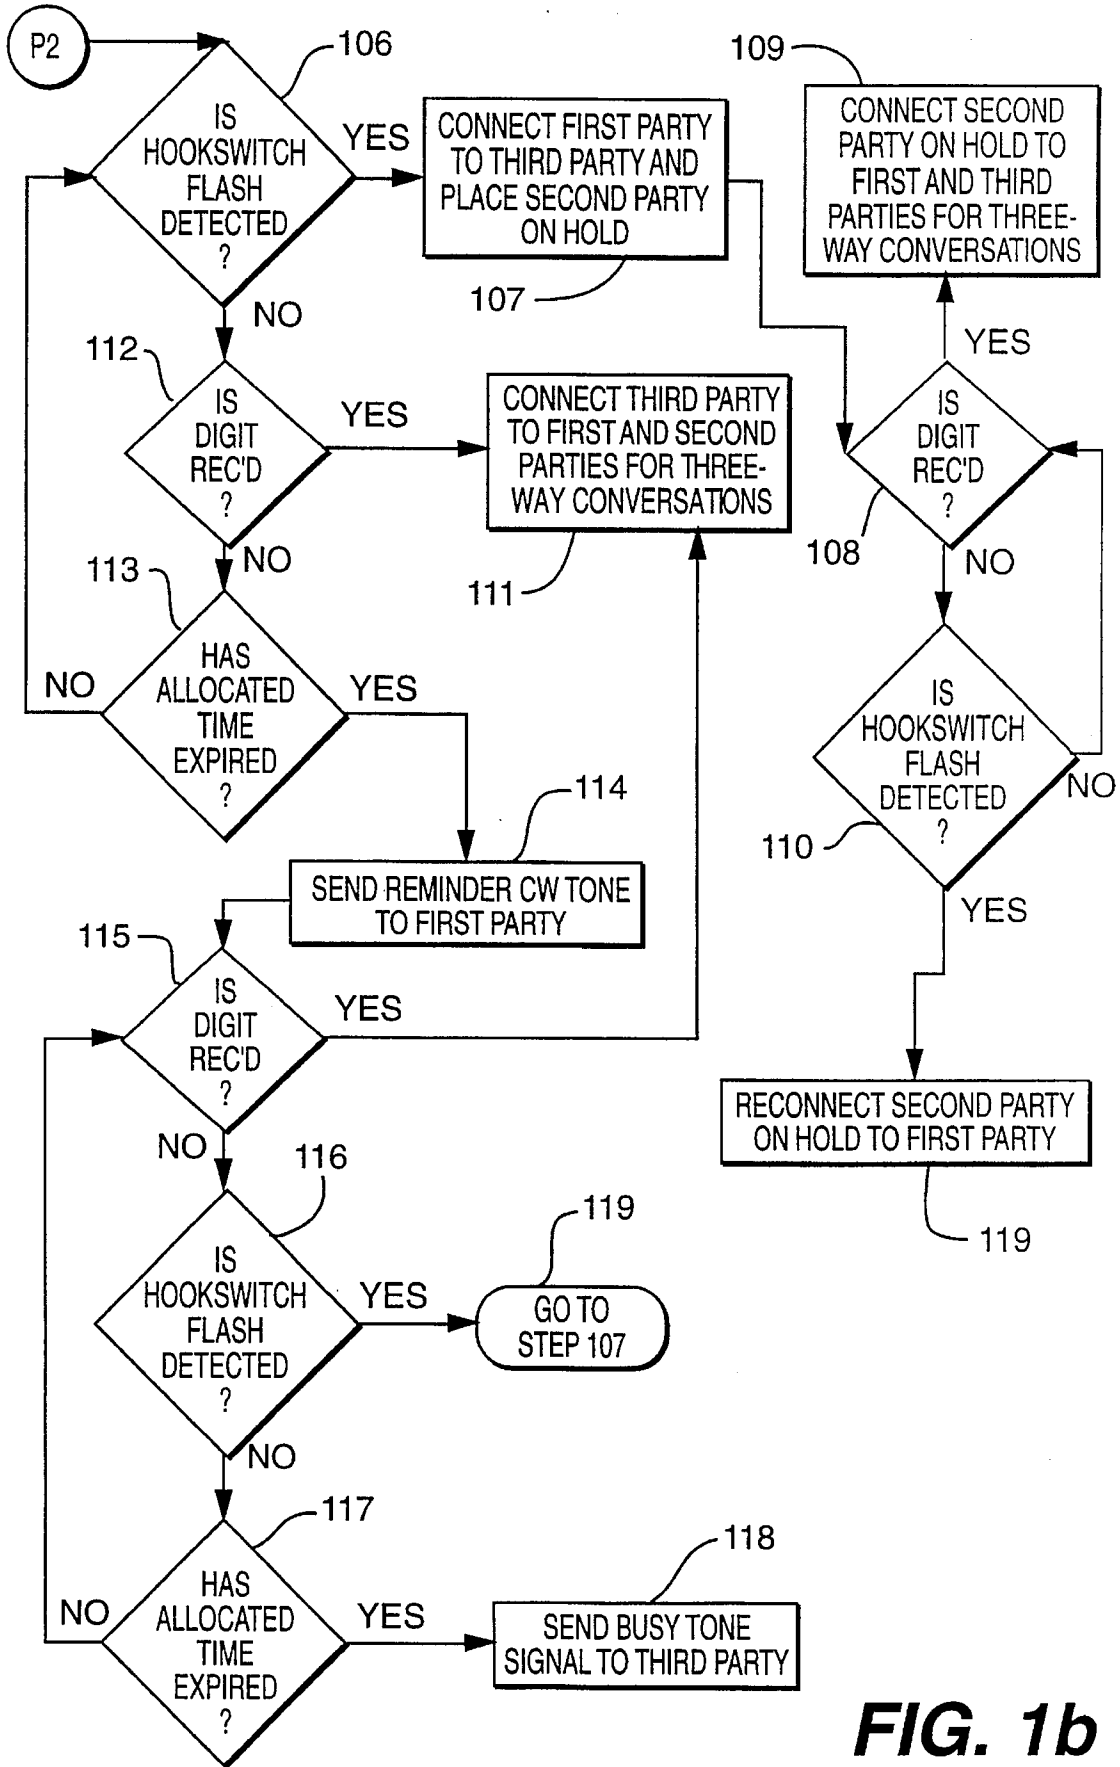 P2
106
IS
HOOKSWITCH
FLASH
DETECTED
?
YES
NO
CONNECT FIRST PARTY
TO THIRD PARTY AND
PLACE SECOND PARTY
ON HOLD
107
109
CONNECT SECOND
PARTY ON HOLD TO
FIRST AND THIRD
PARTIES FOR THREE-
WAY CONVERSATIONS
YES
112
IS
DIGIT
REC'D
?
YES
NO
CONNECT THIRD PARTY
TO FIRST AND SECOND
PARTIES FOR THREE-
WAY CONVERSATIONS
111
IS
DIGIT
REC'D
?
108
NO
113
HAS
ALLOCATED
TIME
EXPIRED
?
NO
YES
IS
HOOKSWITCH
FLASH
DETECTED
?
NO
110
YES
114
SEND REMINDER CW TONE
TO FIRST PARTY
115
IS
DIGIT
REC'D
?
YES
NO
RECONNECT SECOND PARTY
ON HOLD TO FIRST PARTY
119
116
IS
HOOKSWITCH
FLASH
DETECTED
?
YES
NO
119
GO TO
STEP 107
117
HAS
ALLOCATED
TIME
EXPIRED
?
NO
YES
118
SEND BUSY TONE
SIGNAL TO THIRD PARTY
FIG. 1b